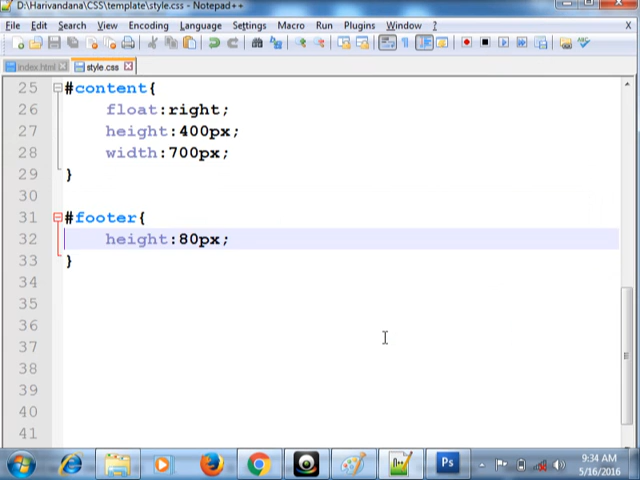 D:\Harivandana\CSS\template\style.css - Notepad++
File Edit Search View Encoding Language Settings Macro Run Plugins Window ? X
index.html style.css
25 #content{
26 float:right;
27 height:400px;
28 width:700px;
29 }
30
31 #footer{
32 height:80px;
33 }
34
35
36
37
38
39
40
41
Ps
9:34 AM
5/16/2016